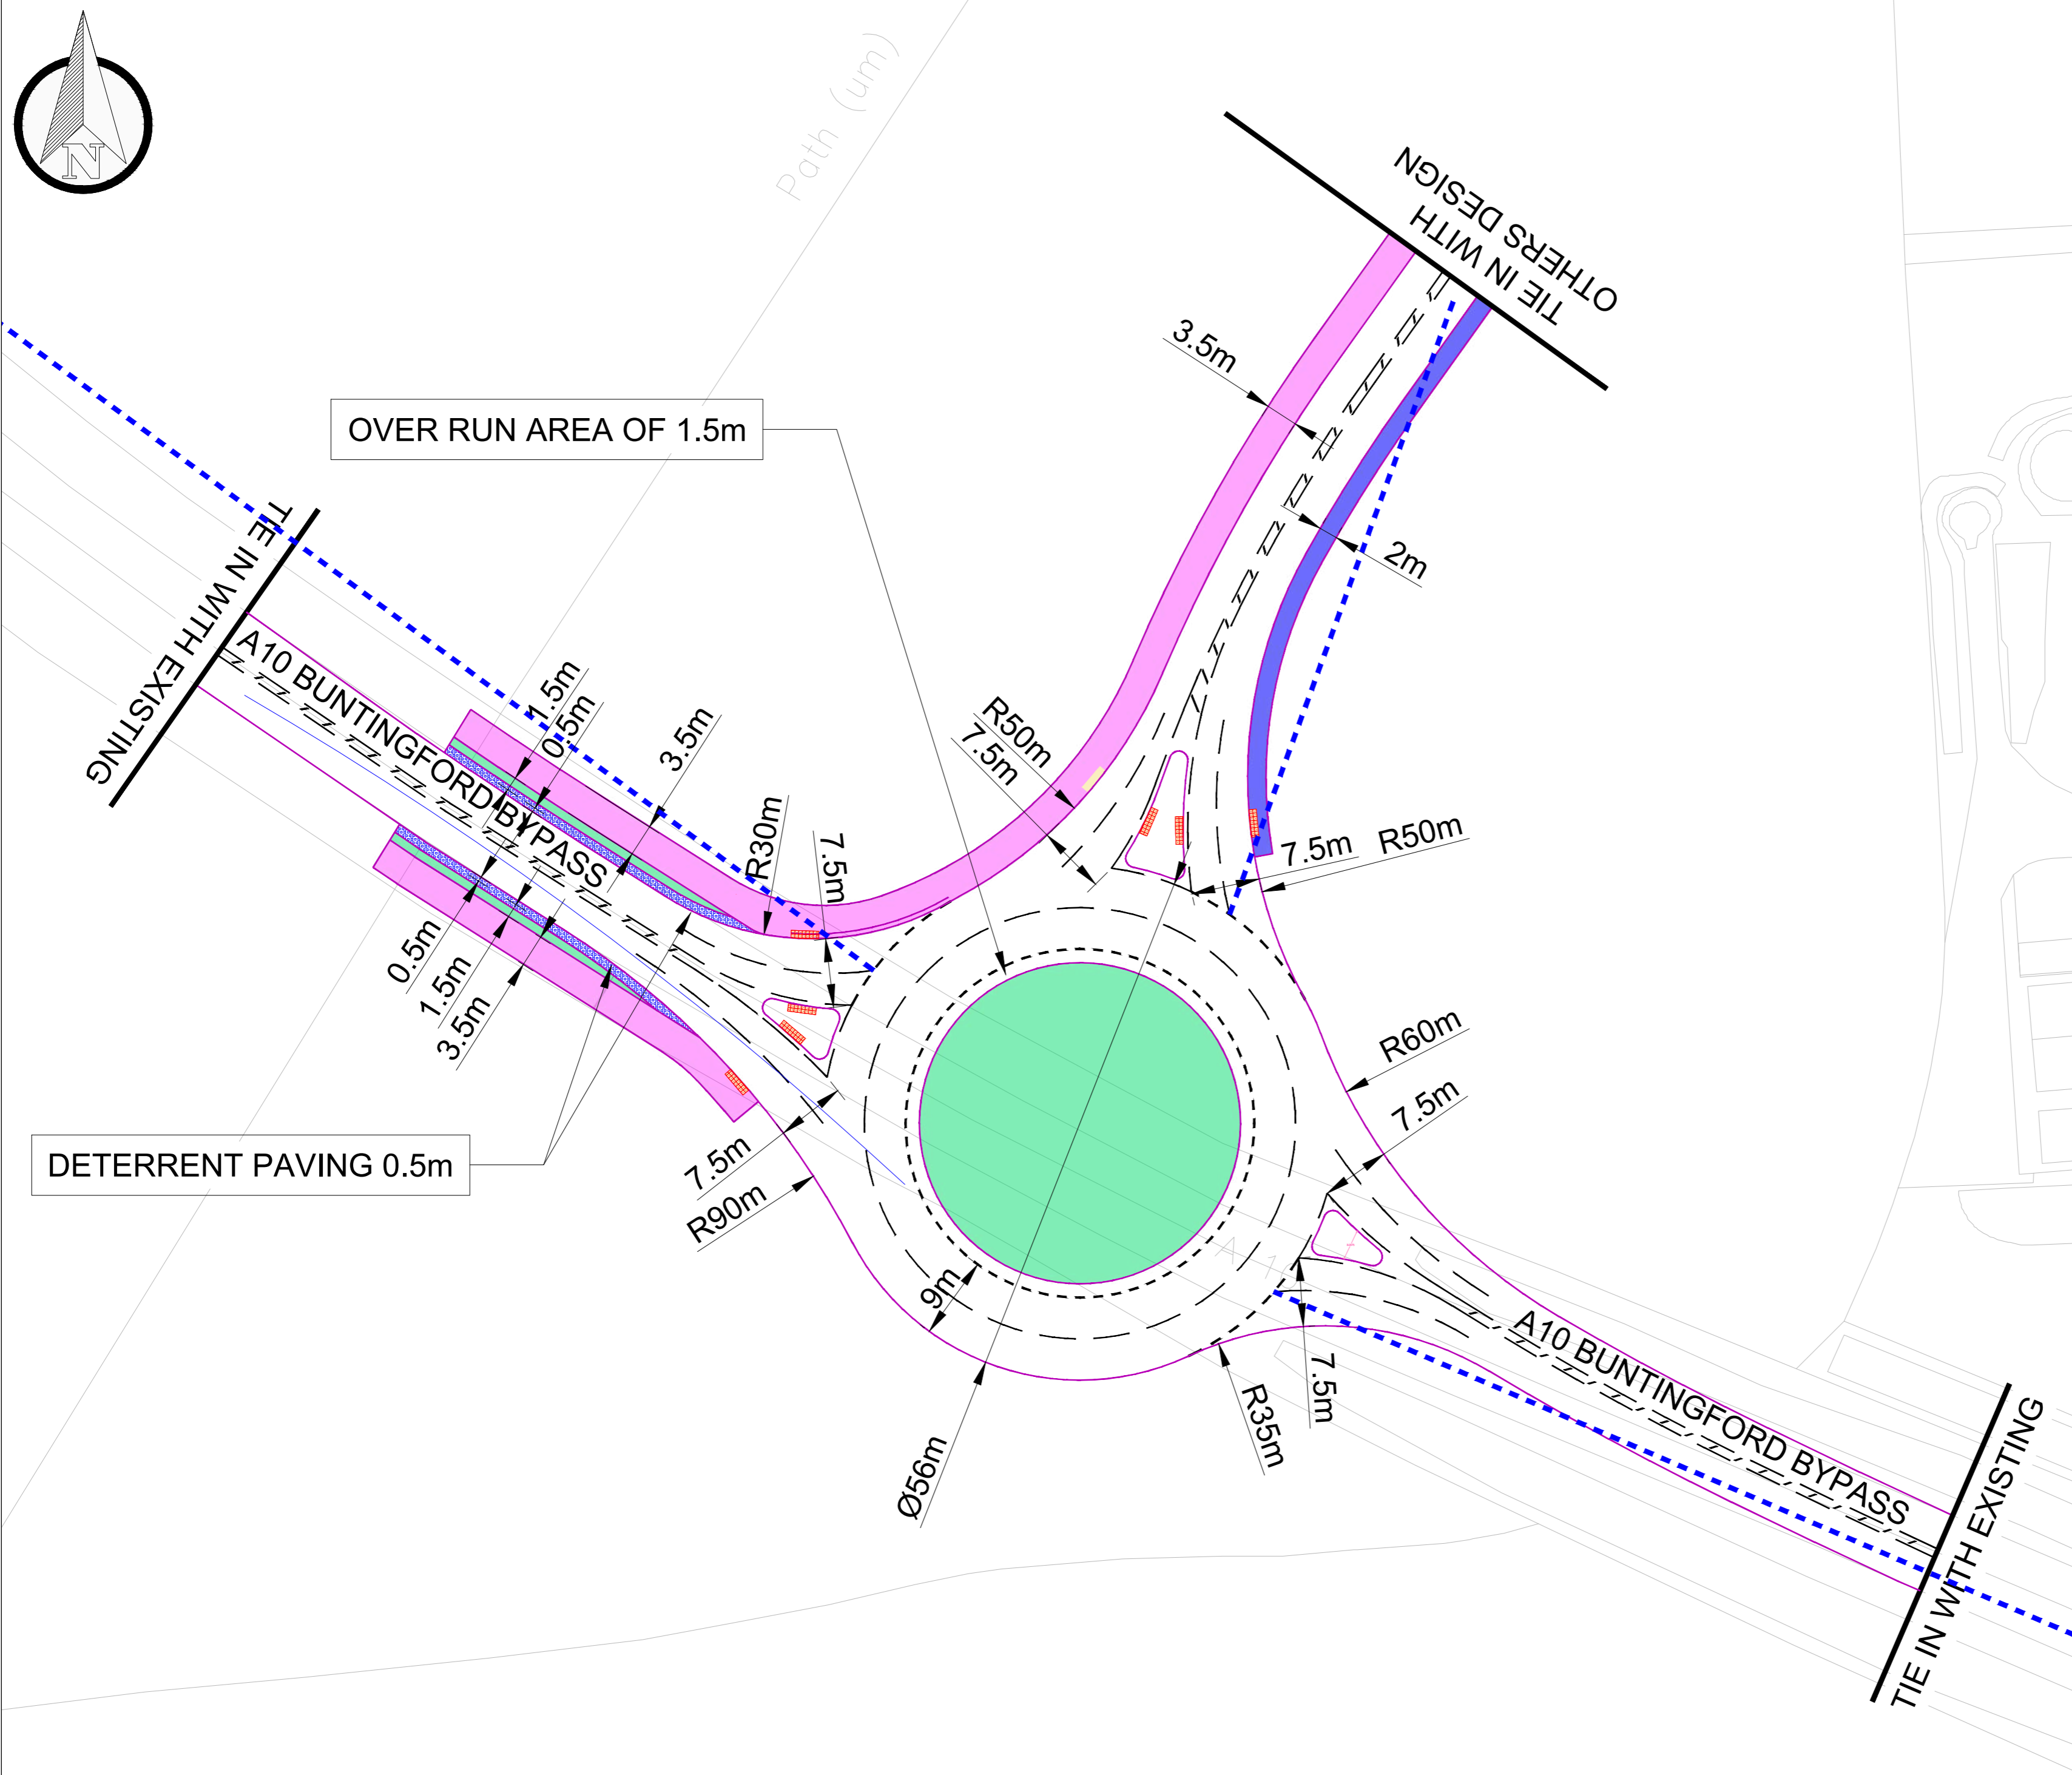 N
Path (um)
TIE IN WITH
OTHERS DESIGN
3.5m
OVER RUN AREA OF 1.5m
2m
TIE IN WITH EXISTING
A10 BUNTINGFORD BYPASS
1.5m
0.5m
3.5m
R30m
7.5m
R50m
7.5m
7.5m
R50m
0.5m
1.5m
3.5m
R60m
7.5m
DETERRENT PAVING 0.5m
7.5m
R90m
9m
A 10
Ø56m
R35m
7.5m
A10 BUNTINGFORD BYPASS
TIE IN WITH EXISTING